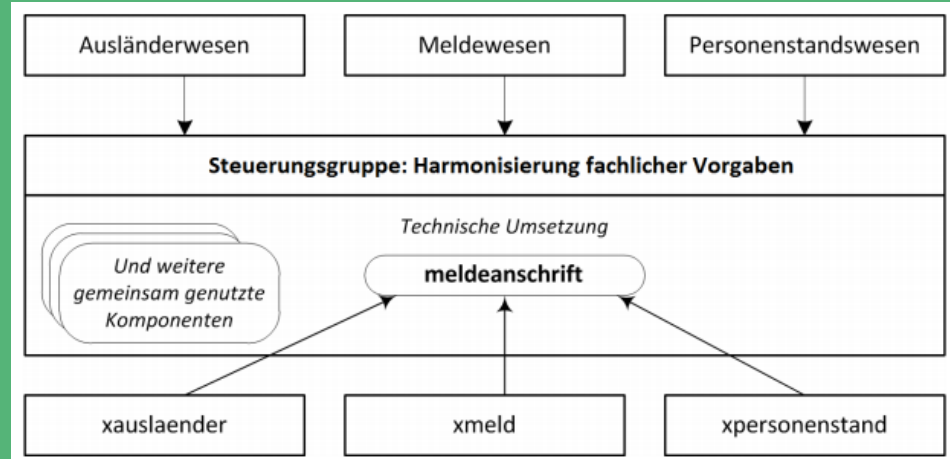 Ausländerwesen
Meldewesen
Personenstandswesen
Steuerungsgruppe: Harmonisierung fachlicher Vorgaben
Technische Umsetzung
Und weitere
gemeinsam genutzte
Komponenten
meldeanschrift
xauslaender
xmeld
xpersonenstand